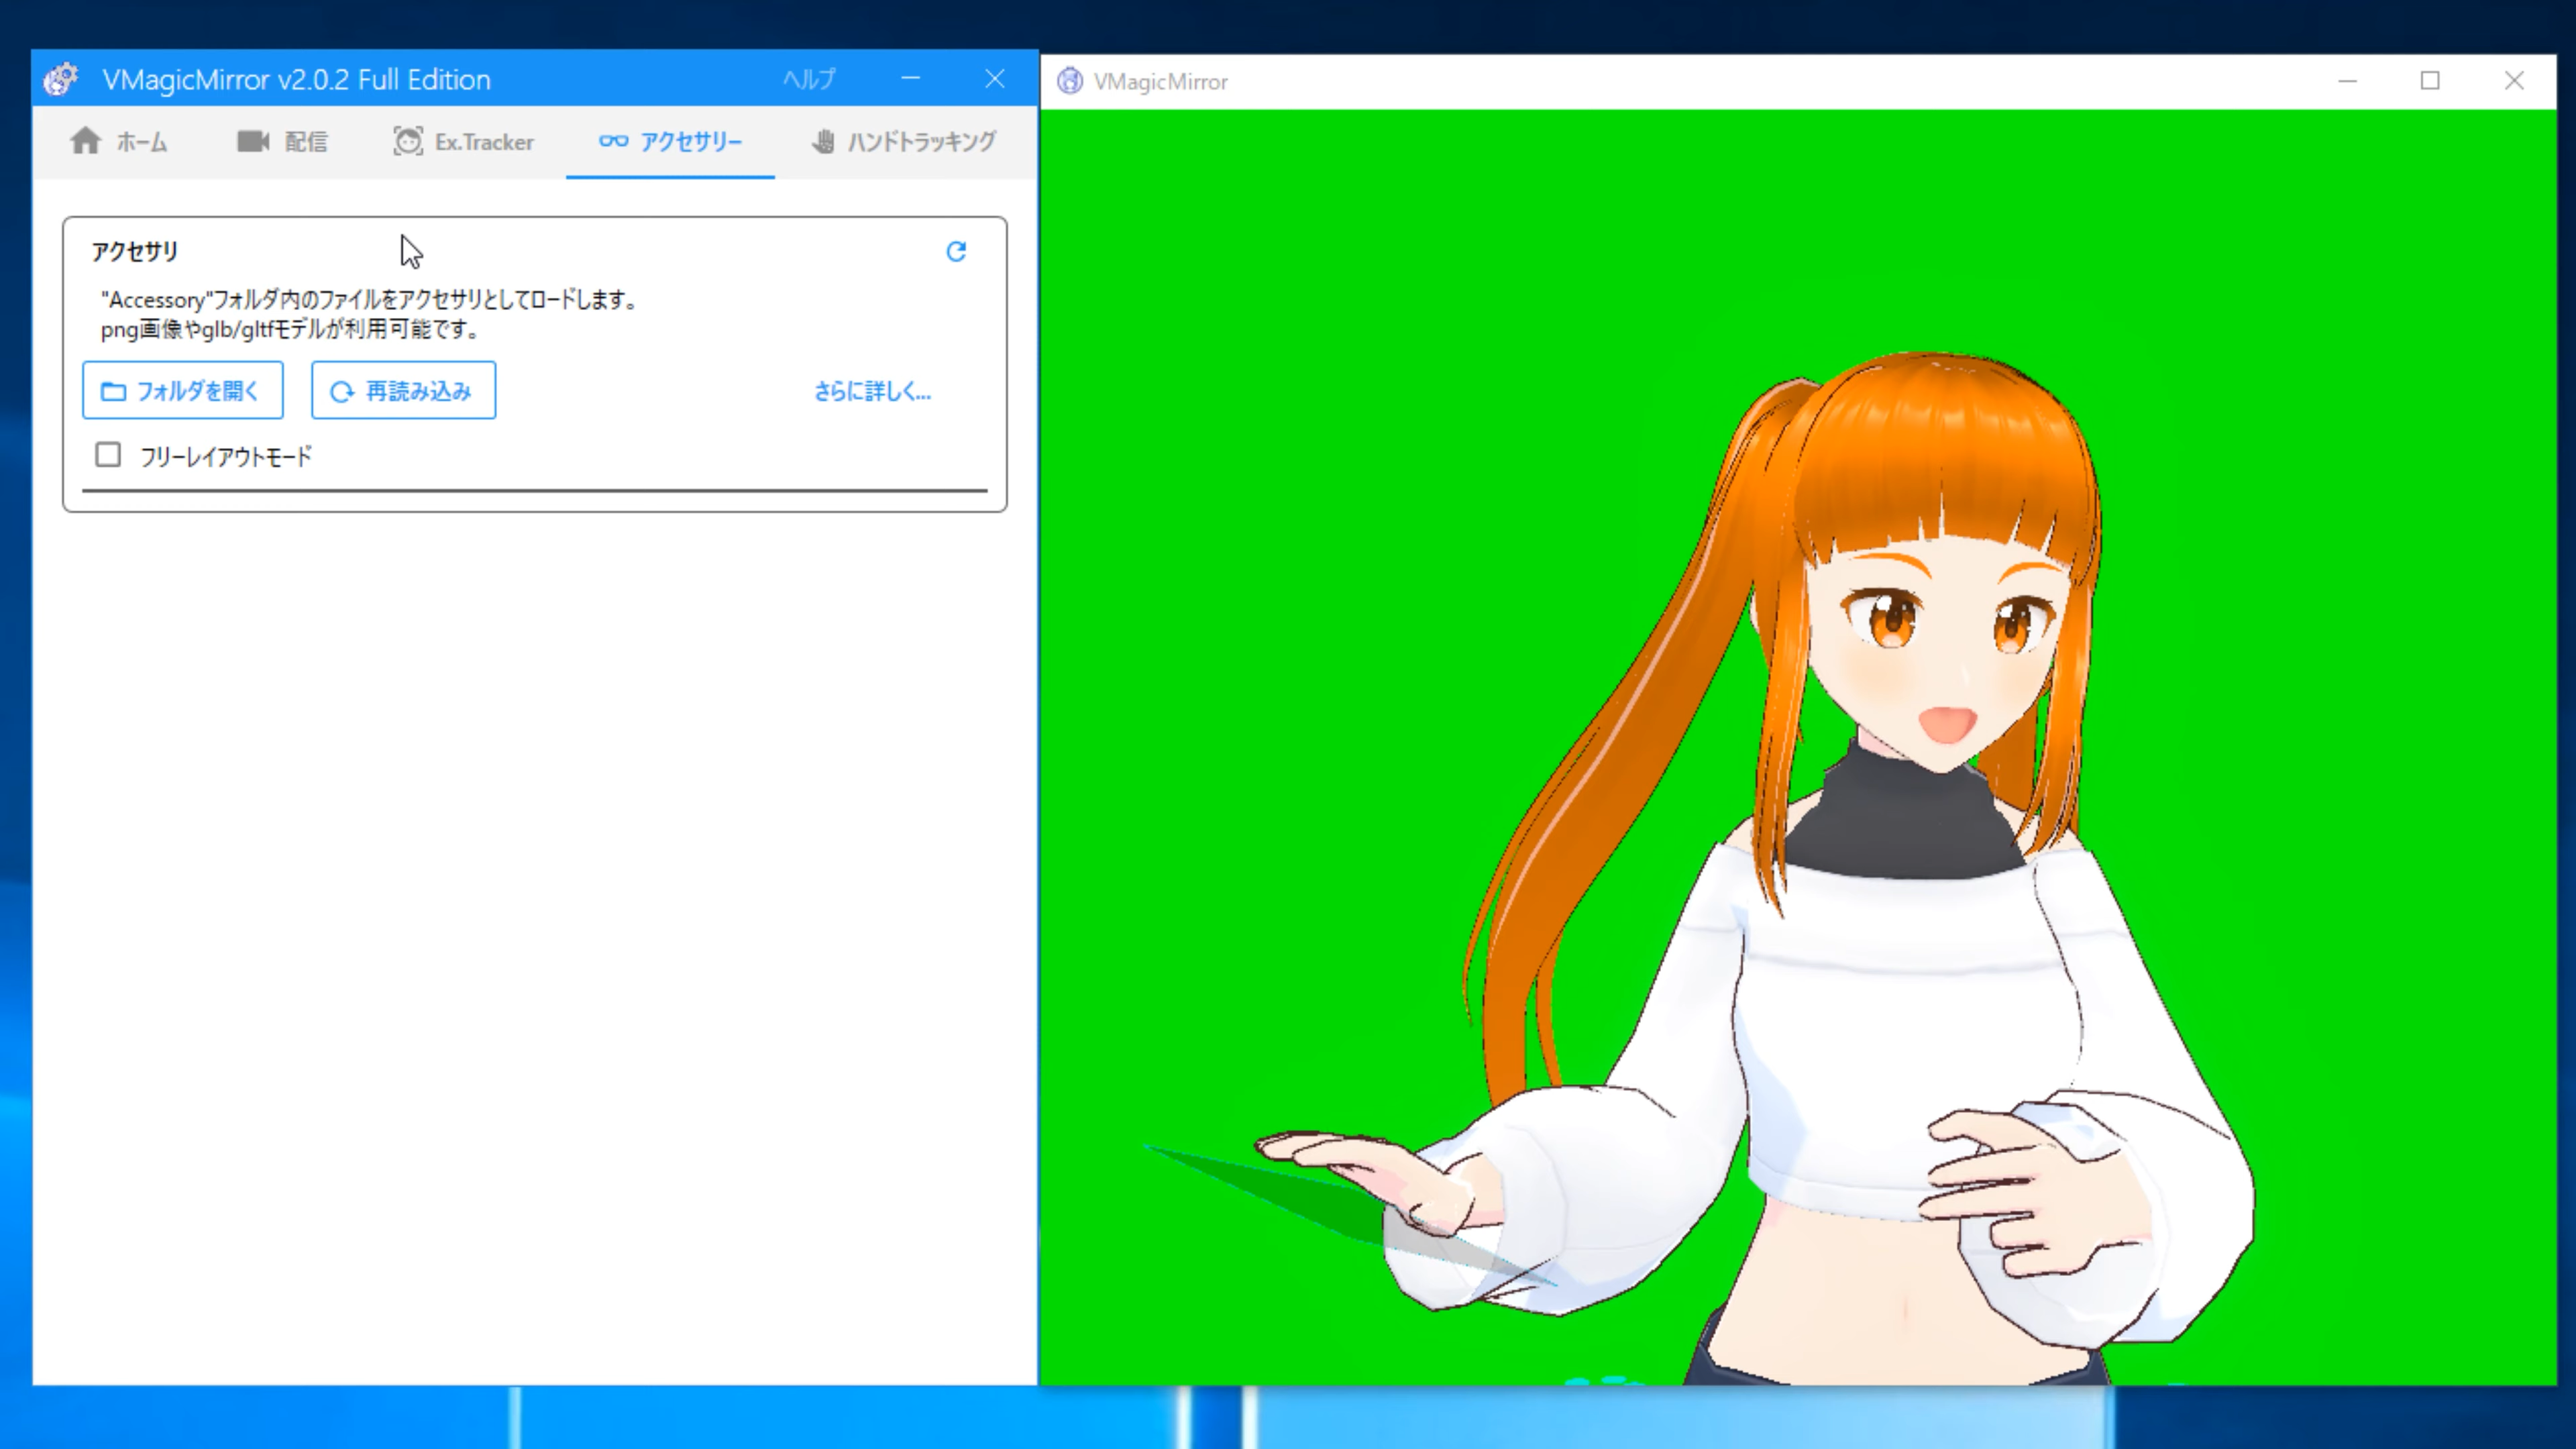 VMagicMirror v2.0.2 Full Edition
ヘルプ
VMagicMirror
ホーム
配信
Ex.Tracker
アクセサリー
ハンドトラッキング
アクセサリ
"Accessory"フォルダ内のファイルをアクセサリとしてロードします。
png画像やglb/gltfモデルが利用可能です。
フォルダを開く
再読み込み
さらに詳しく...
フリーレイアウトモード